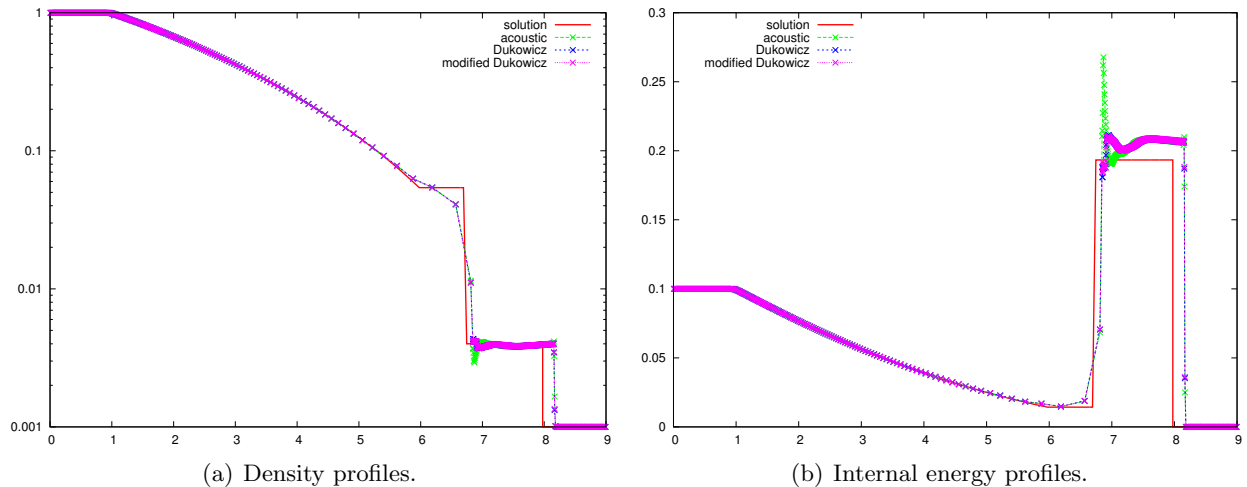 1
0.1
0.01
0.001
0 1 2 3 4 5 6 7 8 9
solution
acoustic
Dukowicz
modified Dukowicz
(a) Density profiles.
0.3
0.25
0.2
0.15
0.1
0.05
0
0 1 2 3 4 5 6 7 8 9
solution
acoustic
Dukowicz
modified Dukowicz
(b) Internal energy profiles.